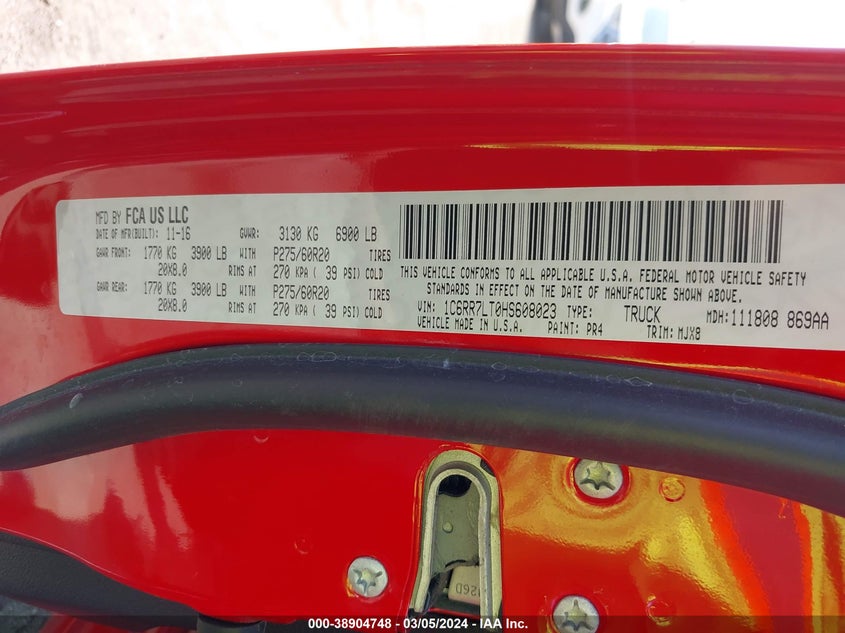 MFD BY FCA US LLC
DATE OF MFR(BUILT): 11-16 GVWR: 3130 KG 6900 LB
GAWR FRONT: 1770 KG 3900 LB WITH P275/60R20 TIRES
20X8.0 RIMS AT 270 KPA ( 39 PSI) COLD
GAWR REAR: 1770 KG 3900 LB WITH P275/60R20 TIRES
20X8.0 RIMS AT 270 KPA ( 39 PSI) COLD
THIS VEHICLE CONFORMS TO ALL APPLICABLE U.S.A. FEDERAL MOTOR VEHICLE SAFETY
STANDARDS IN EFFECT ON THE DATE OF MANUFACTURE SHOWN ABOVE.
VIN: 1C6RR7LT0HS608023 TYPE: TRUCK MDH: 111808 869AA
VEHICLE MADE IN U.S.A. PAINT: PR4 TRIM: MJX8
000-38904748 - 03/05/2024 - IAA Inc.